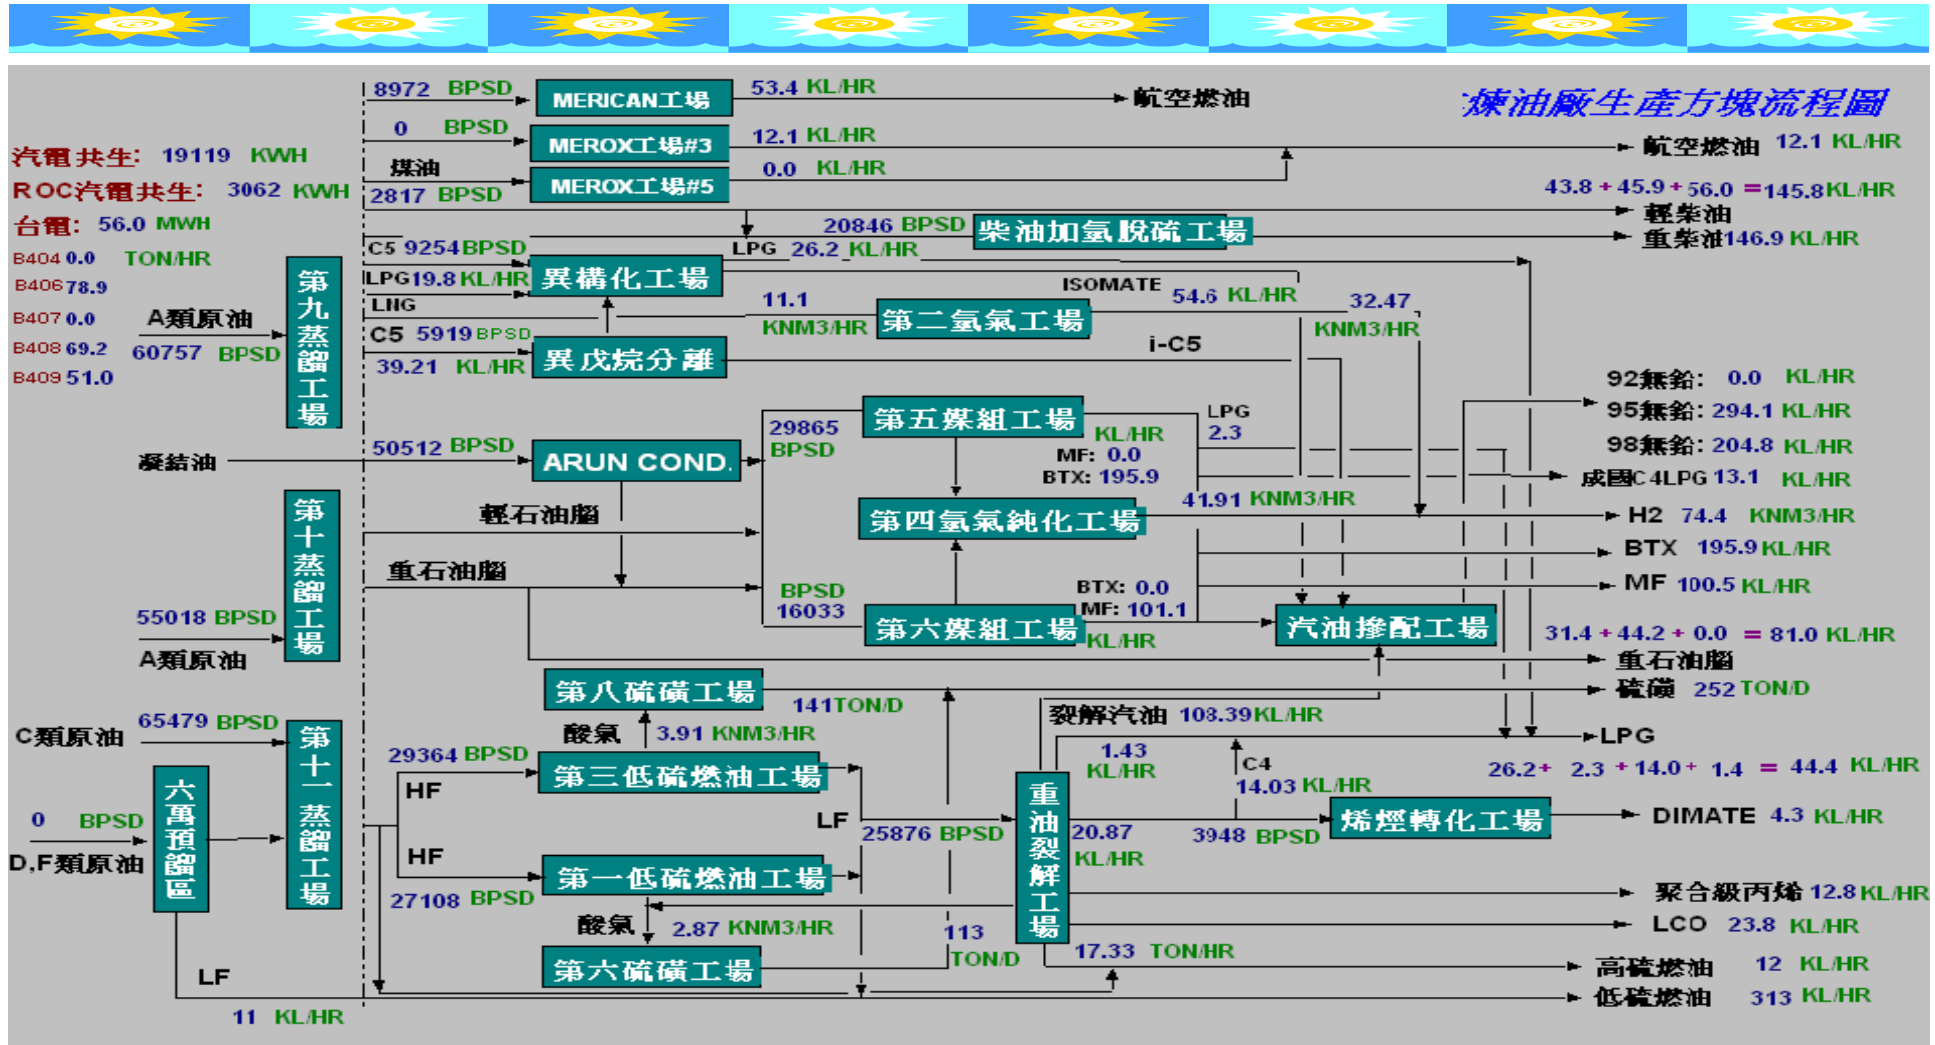 煉油廠生產方塊流程圖
8972 BPSD
MERICAN工場
53.4 KL/HR
航空燃油
0 BPSD
MEROX工場#3
12.1 KL/HR
航空燃油 12.1 KL/HR
汽電共生: 19119 KWH
煤油
MEROX工場#5
0.0 KL/HR
ROC汽電共生: 3062 KWH
2817 BPSD
43.8 + 45.9 + 56.0 = 145.8 KL/HR
輕柴油
台電: 56.0 MWH
20846 BPSD
柴油加氫脫硫工場
重柴油 146.9 KL/HR
B404 0.0 TON/HR
B406 78.9
B407 0.0
B408 69.2
B409 51.0
C5 9254 BPSD
LPG 26.2 KL/HR
LPG 19.8 KL/HR
異構化工場
ISOMATE
54.6 KL/HR
LNG
11.1
KNM3/HR
第二氫氣工場
32.47
KNM3/HR
A類原油
60757 BPSD
第九蒸餾工場
C5 5919 BPSD
39.21 KL/HR
異戊烷分離
i-C5
92無鉛: 0.0 KL/HR
95無鉛: 294.1 KL/HR
98無鉛: 204.8 KL/HR
凝結油
50512 BPSD
ARUN COND.
29865
BPSD
第五媒組工場
KL/HR
MF: 0.0
BTX: 195.9
LPG
2.3
成國C4LPG 13.1 KL/HR
第十蒸餾工場
輕石油腦
第四氫氣純化工場
41.91 KNM3/HR
H2 74.4 KNM3/HR
BTX 195.9 KL/HR
重石油腦
BPSD
16033
BTX: 0.0
MF: 101.1
第六媒組工場
KL/HR
MF 100.5 KL/HR
55018 BPSD
A類原油
汽油摻配工場
31.4 + 44.2 + 0.0 = 81.0 KL/HR
重石油腦
第八硫磺工場
141 TON/D
硫磺 252 TON/D
65479 BPSD
C類原油
第十一蒸餾工場
酸氣 3.91 KNM3/HR
裂解汽油 108.39 KL/HR
29364 BPSD
第三低硫燃油工場
1.43
KL/HR
LPG
C4
14.03 KL/HR
26.2 + 2.3 + 14.0 + 1.4 = 44.4 KL/HR
HF
六萬預餾區
0 BPSD
D,F類原油
LF
25876 BPSD
重油裂解工場
20.87
KL/HR
3948 BPSD
烯烴轉化工場
DIMATE 4.3 KL/HR
HF
27108 BPSD
第一低硫燃油工場
聚合級丙烯 12.8 KL/HR
酸氣 2.87 KNM3/HR
113
TON/D
LCO 23.8 KL/HR
17.33 TON/HR
第六硫磺工場
高硫燃油 12 KL/HR
LF
低硫燃油 313 KL/HR
11 KL/HR